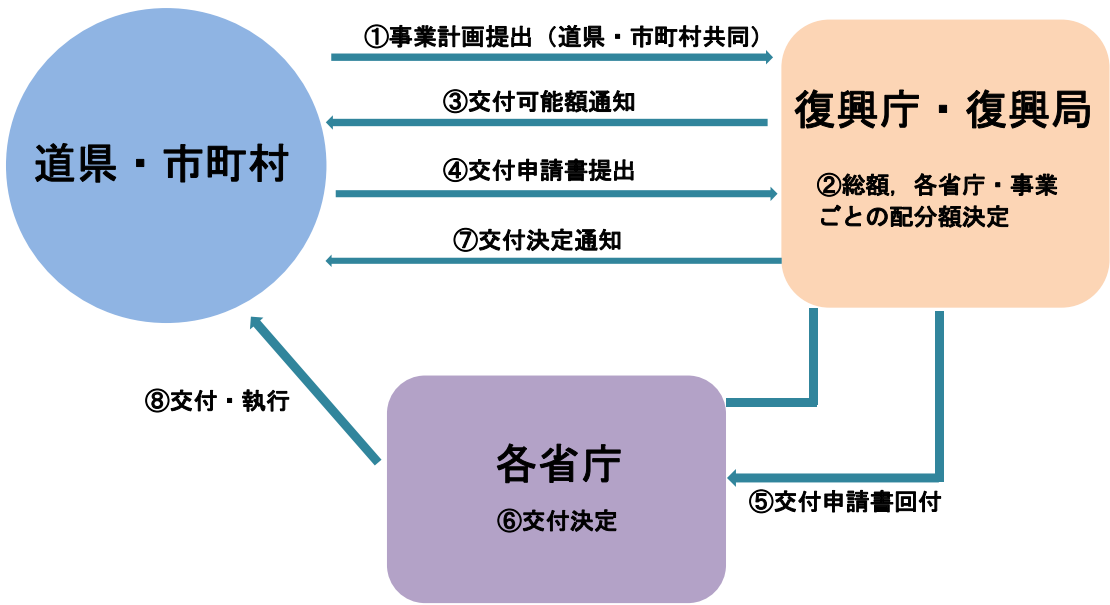 ①事業計画提出（道県・市町村共同）
③交付可能額通知
道県・市町村
復興庁・復興局
④交付申請書提出
②総額，各省庁・事業
ごとの配分額決定
⑦交付決定通知
⑧交付・執行
各省庁
⑥交付決定
⑤交付申請書回付